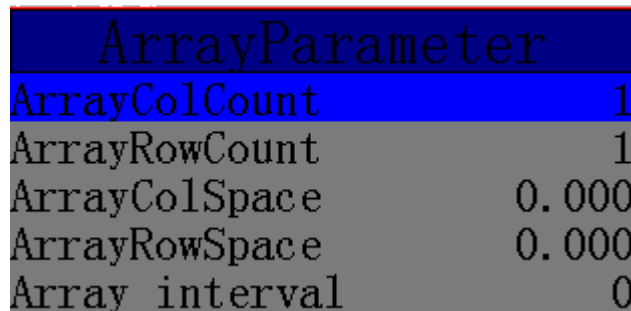 ArrayParameter
ArrayColCount 1
ArrayRowCount 1
ArrayColSpace 0.000
ArrayRowSpace 0.000
Array interval 0